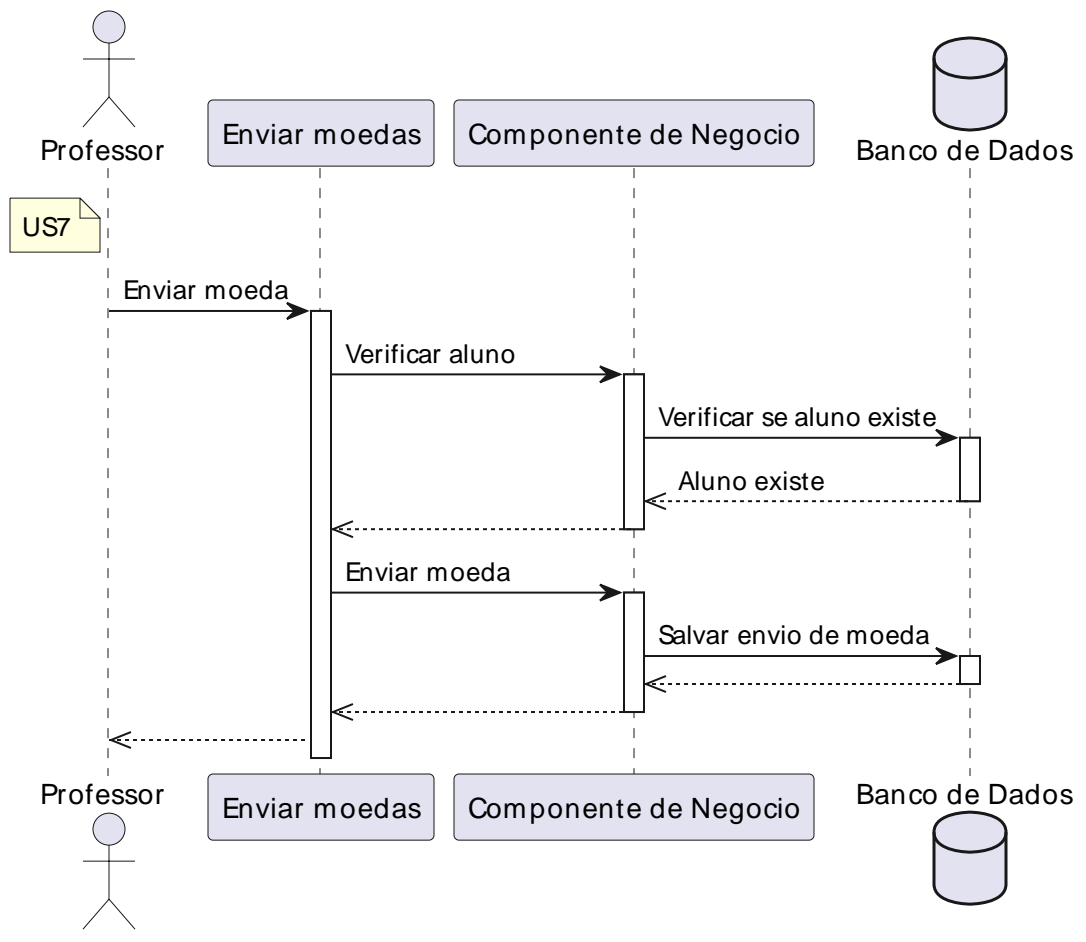 Professor
Enviar moedas
Componente de Negocio
Banco de Dados
US7
Enviar moeda
Verificar aluno
Verificar se aluno existe
Aluno existe
Enviar moeda
Salvar envio de moeda
Professor
Enviar moedas
Componente de Negocio
Banco de Dados